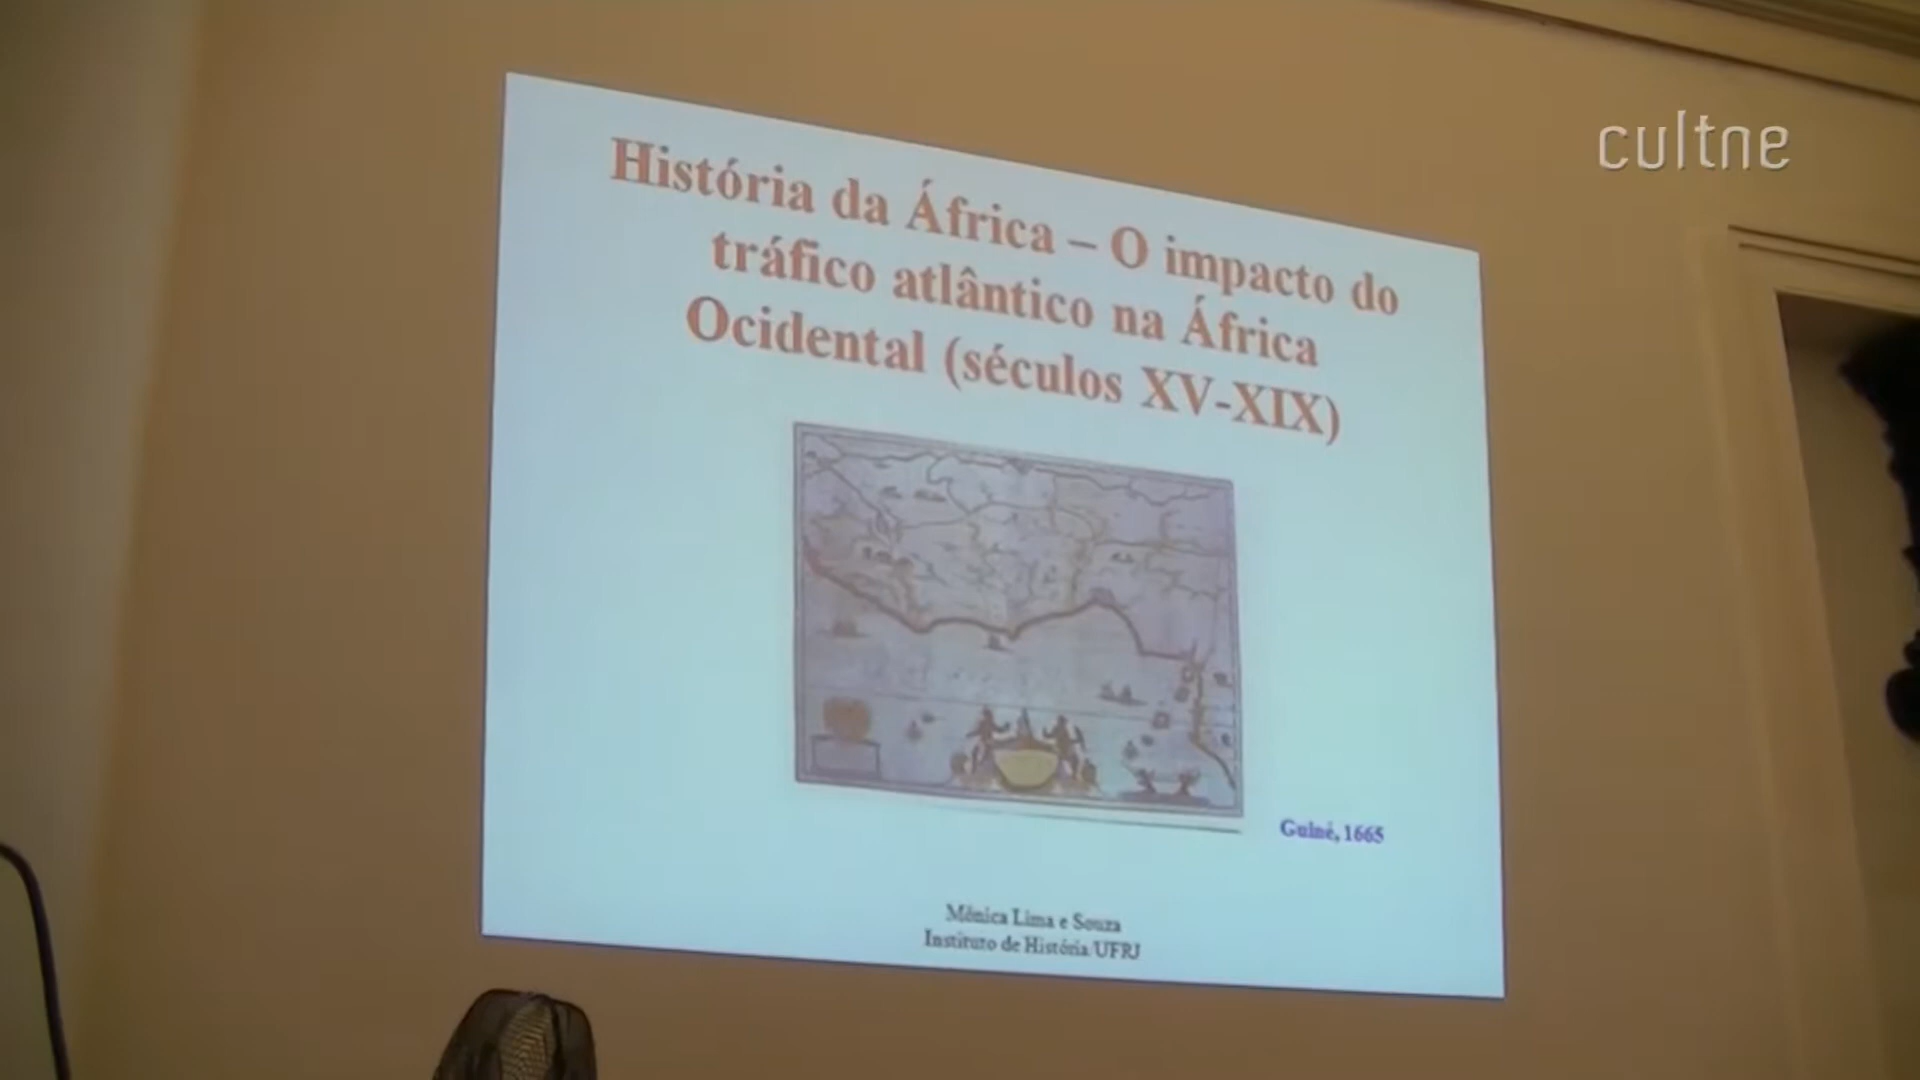 cultne
História da África – O impacto do
tráfico atlântico na África
Ocidental (séculos XV-XIX)
Guiné, 1665
Mônica Lima e Souza
Instituto de História/UFRJ